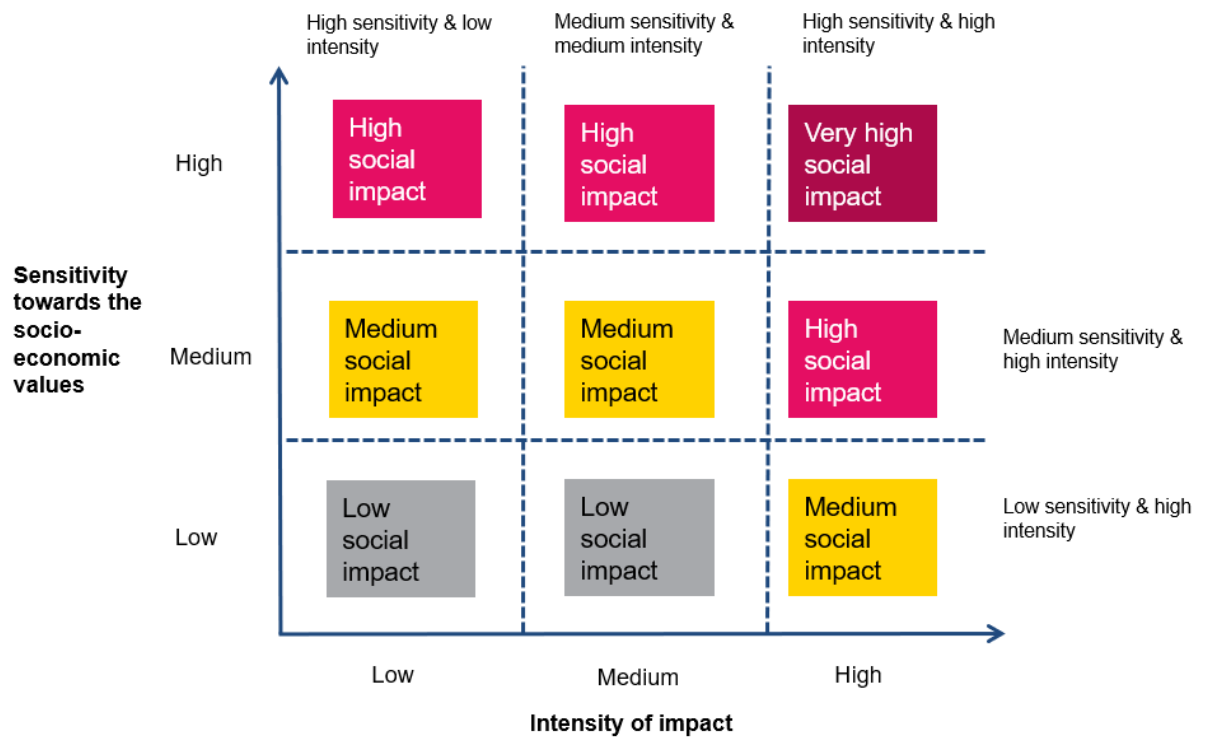 High sensitivity & low
intensity
Medium sensitivity &
medium intensity
High sensitivity & high
intensity
High
High
social
impact
High
social
impact
Very high
social
impact
Sensitivity
towards the
socio-
economic
values
Medium
Medium
social
impact
Medium
social
impact
High
social
impact
Medium sensitivity &
high intensity
Low
Low
social
impact
Low
social
impact
Medium
social
impact
Low sensitivity & high
intensity
Low
Medium
High
Intensity of impact